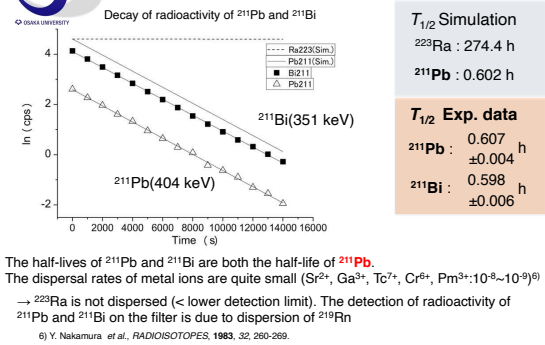 OSAKA UNIVERSITY
Decay of radioactivity of ²¹¹Pb and ²¹¹Bi
ln (cps)
4
2
0
-2
Ra223(Sim.)
Pb211(Sim.)
Bi211
Pb211
²¹¹Bi(351 keV)
²¹¹Pb(404 keV)
0 2000 4000 6000 8000 10000 12000 14000 16000
Time (s)
T₁/₂ Simulation
²²³Ra : 274.4 h
²¹¹Pb : 0.602 h
T₁/₂ Exp. data
²¹¹Pb : 0.607 ±0.004 h
²¹¹Bi : 0.598 ±0.006 h
The half-lives of ²¹¹Pb and ²¹¹Bi are both the half-life of ²¹¹Pb.
The dispersal rates of metal ions are quite small (Sr²⁺, Ga³⁺, Tc⁷⁺, Cr⁶⁺, Pm³⁺:10⁻⁸~10⁻⁹)⁶⁾
→ ²²³Ra is not dispersed (< lower detection limit). The detection of radioactivity of
²¹¹Pb and ²¹¹Bi on the filter is due to dispersion of ²¹⁹Rn
6) Y. Nakamura et al., RADIOISOTOPES, 1983, 32, 260-269.